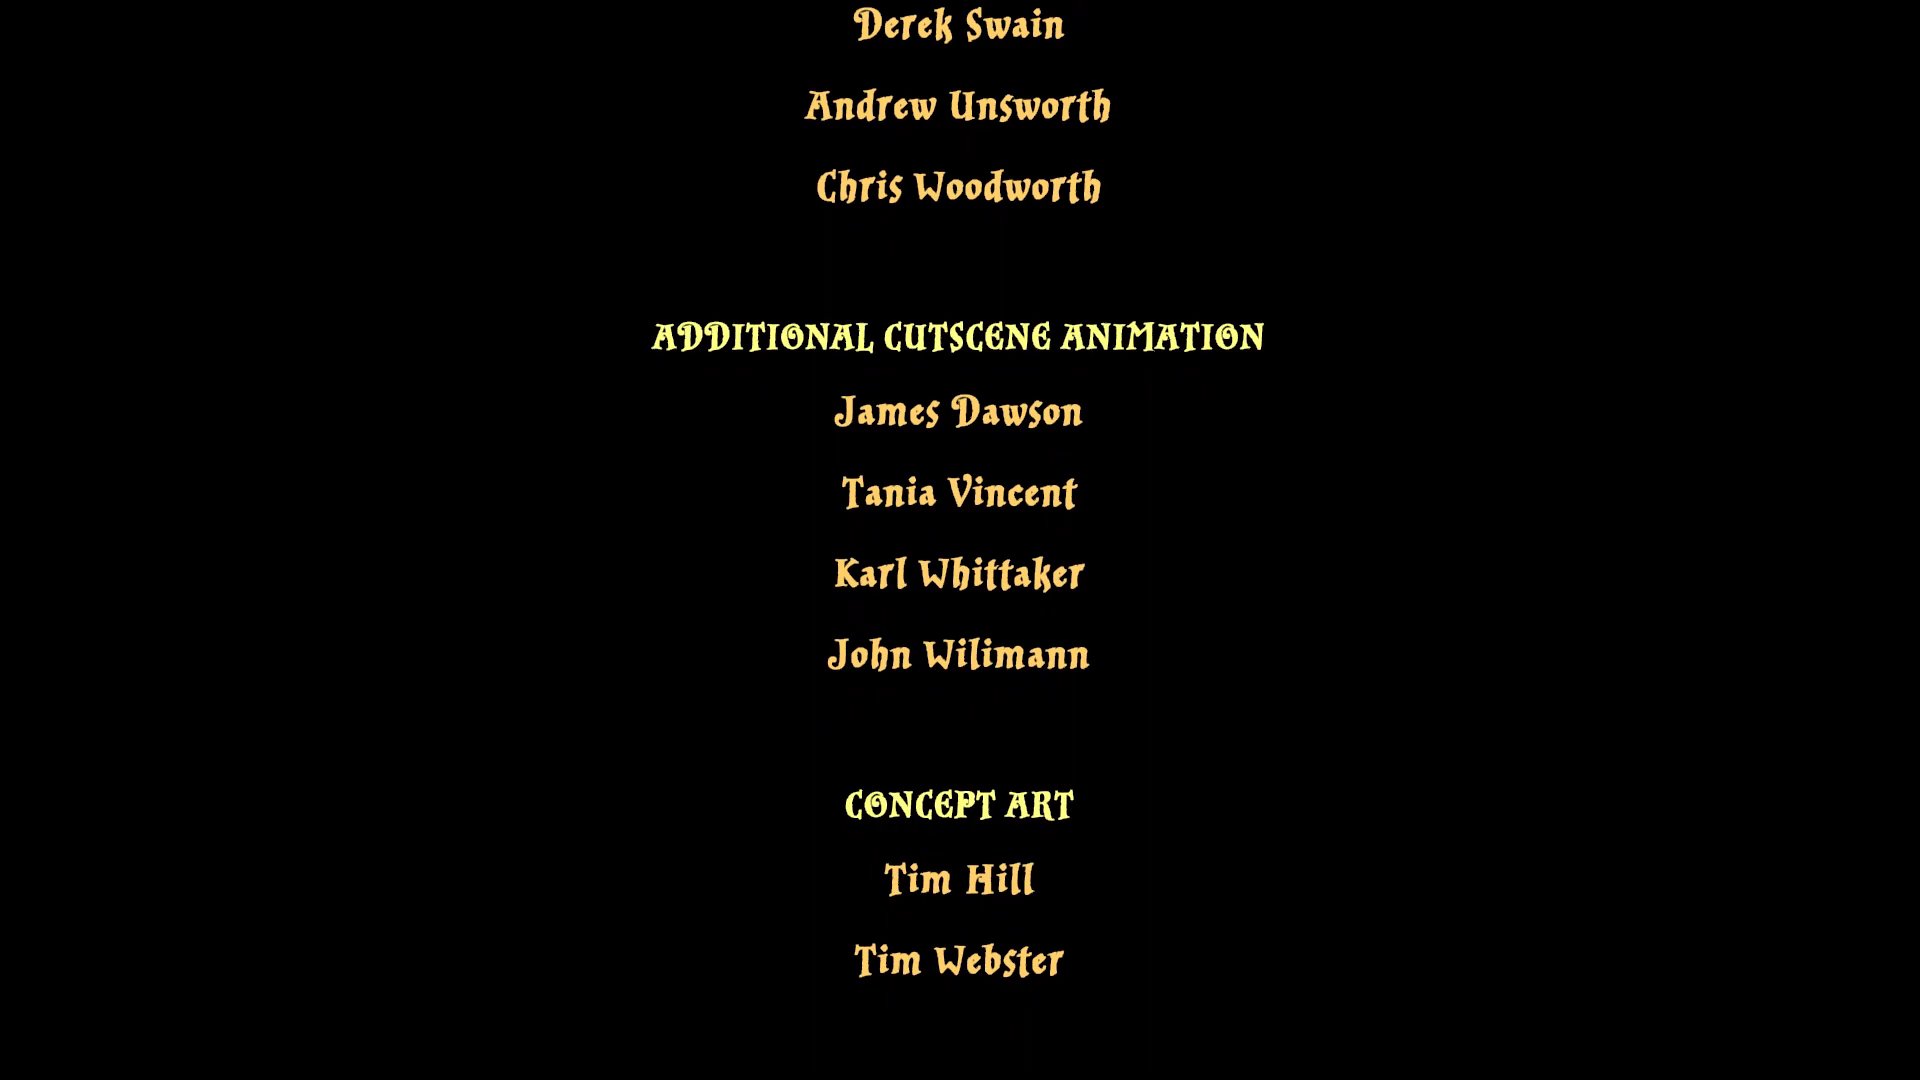 Derek Swain
Andrew Unsworth
Chris Woodworth
ADDITIONAL CUTSCENE ANIMATION
James Dawson
Tania Vincent
Karl Whittaker
John Wilimann
CONCEPT ART
Tim Hill
Tim Webster